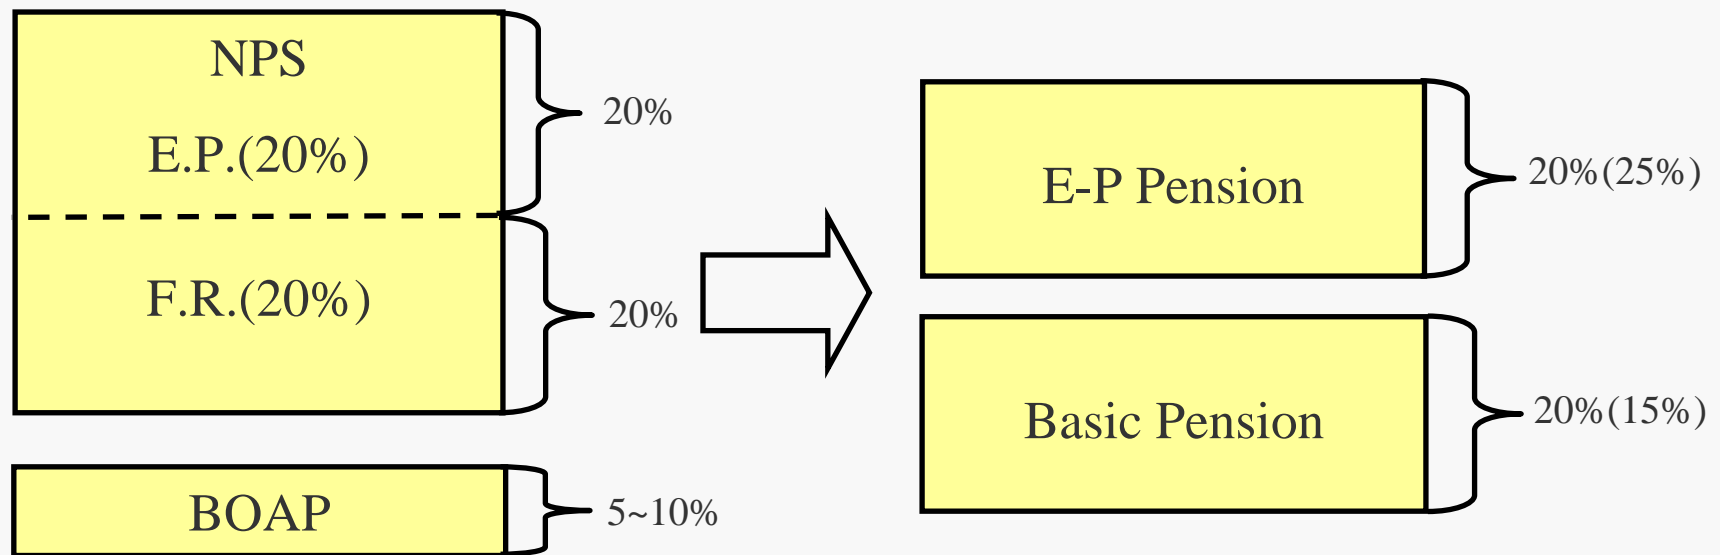 NPS
E.P.(20%)
20%
F.R.(20%)
20%
BOAP
5~10%
E-P Pension
20%(25%)
Basic Pension
20%(15%)